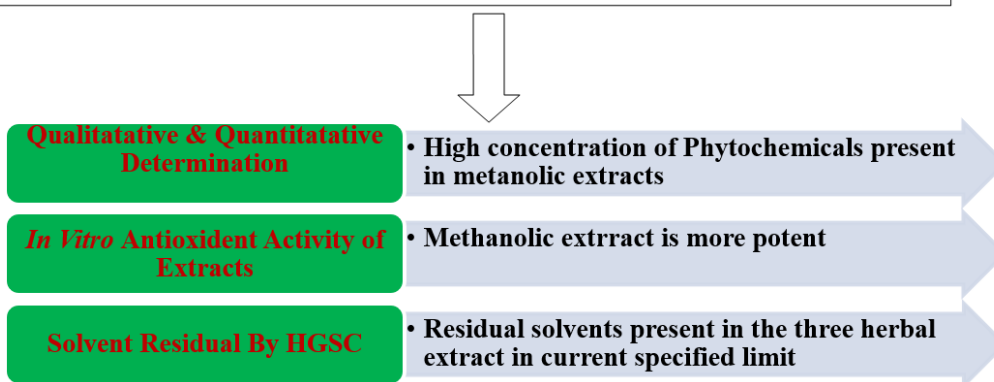 Qualitatative & Quantitatative
Determination
• High concentration of Phytochemicals present
in metanolic extracts
In Vitro Antioxident Activity of
Extracts
• Methanolic extrract is more potent
Solvent Residual By HGSC
• Residual solvents present in the three herbal
extract in current specified limit